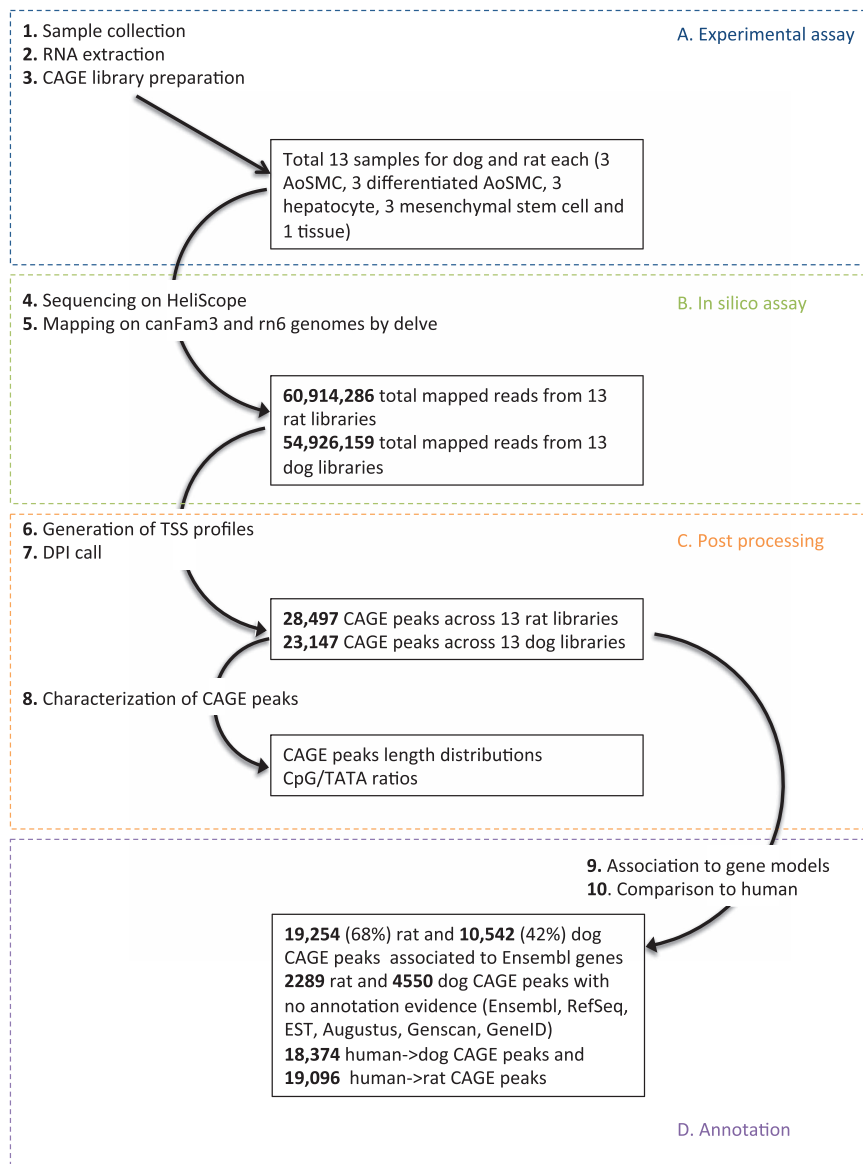 1. Sample collection
2. RNA extraction
3. CAGE library preparation
A. Experimental assay
Total 13 samples for dog and rat each (3
AoSMC, 3 differentiated AoSMC, 3
hepatocyte, 3 mesenchymal stem cell and
1 tissue)
4. Sequencing on HeliScope
5. Mapping on canFam3 and rn6 genomes by delve
B. In silico assay
60,914,286 total mapped reads from 13
rat libraries
54,926,159 total mapped reads from 13
dog libraries
6. Generation of TSS profiles
7. DPI call
C. Post processing
28,497 CAGE peaks across 13 rat libraries
23,147 CAGE peaks across 13 dog libraries
8. Characterization of CAGE peaks
CAGE peaks length distributions
CpG/TATA ratios
9. Association to gene models
10. Comparison to human
19,254 (68%) rat and 10,542 (42%) dog
CAGE peaks associated to Ensembl genes
2289 rat and 4550 dog CAGE peaks with
no annotation evidence (Ensembl, RefSeq,
EST, Augustus, Genscan, GeneID)
18,374 human->dog CAGE peaks and
19,096 human->rat CAGE peaks
D. Annotation